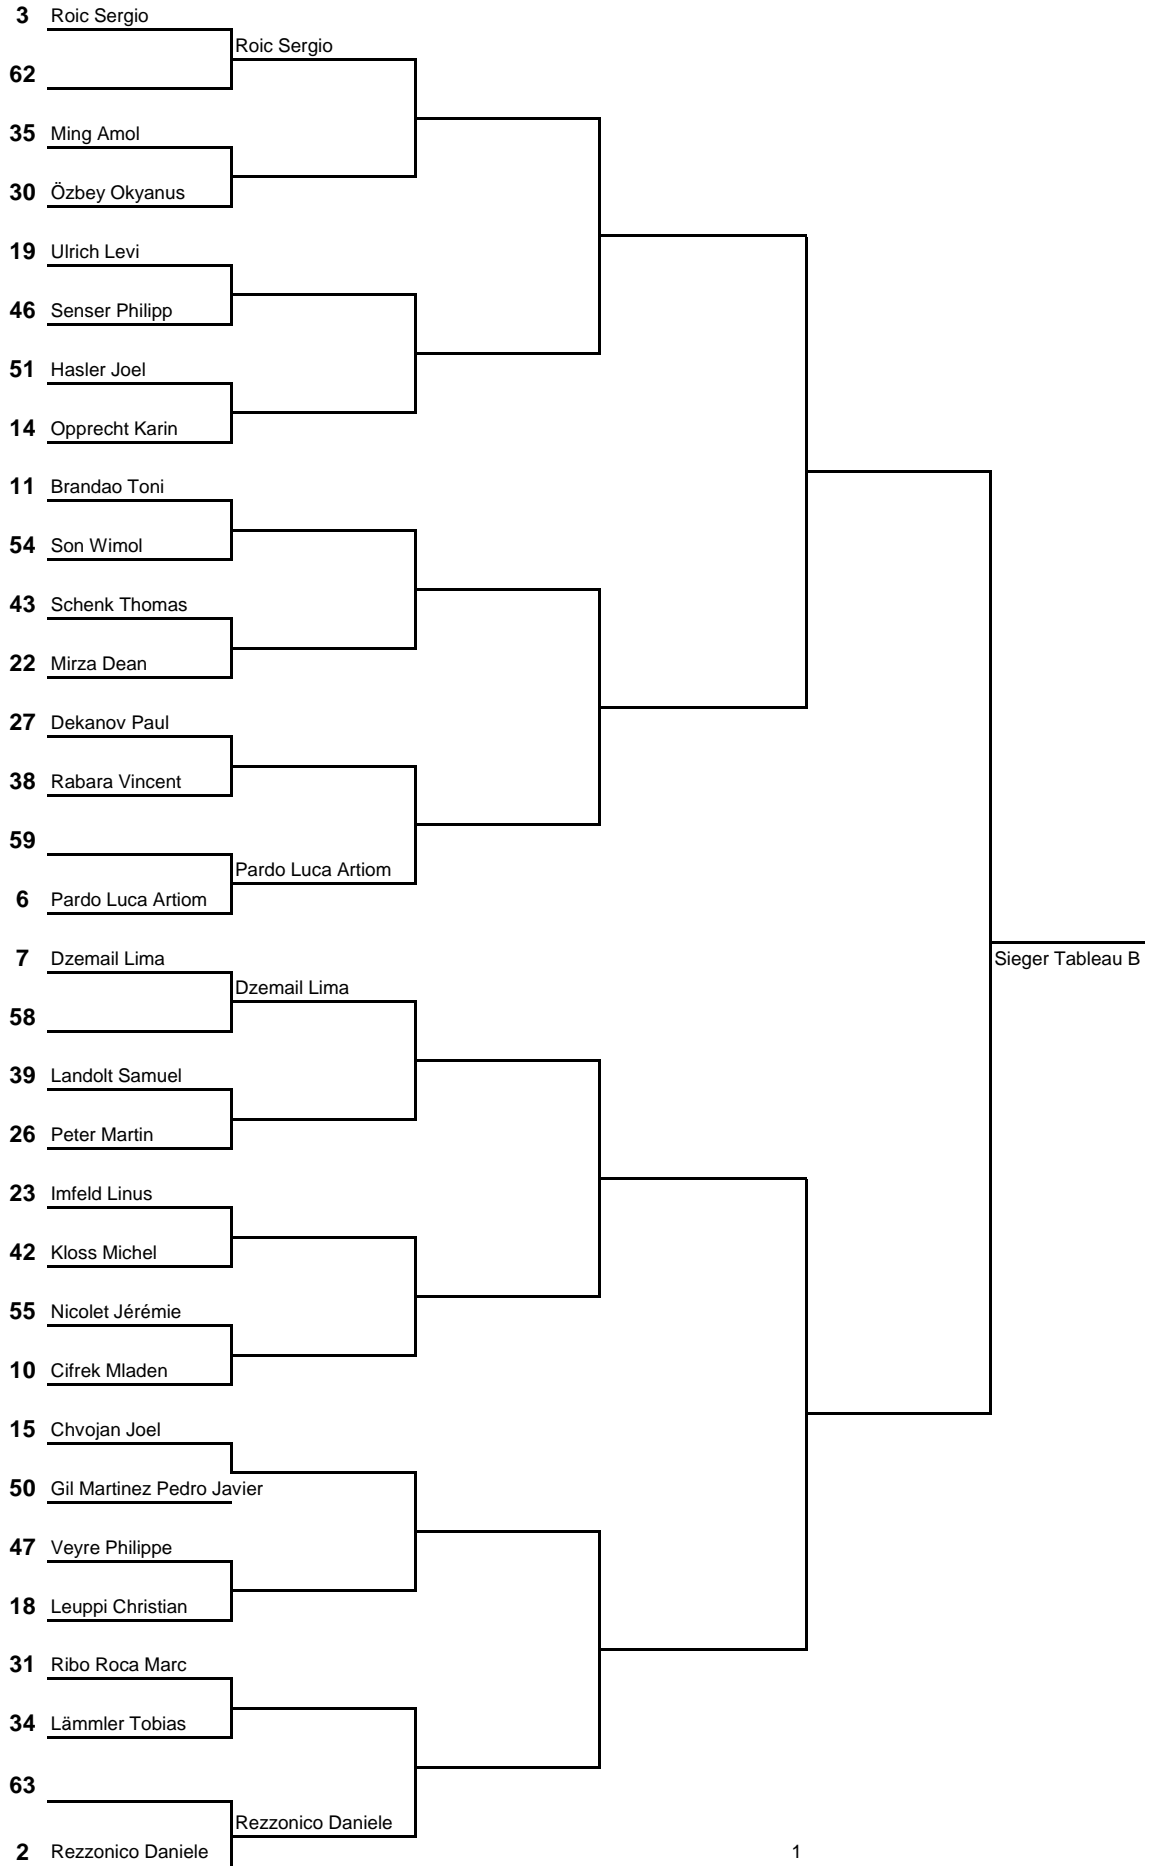 3 Roic Sergio
Roic Sergio
62
35 Ming Amol
30 Özbey Okyanus
19 Ulrich Levi
46 Senser Philipp
51 Hasler Joel
14 Opprecht Karin
11 Brandao Toni
54 Son Wimol
43 Schenk Thomas
22 Mirza Dean
27 Dekanov Paul
38 Rabara Vincent
59
Pardo Luca Artiom
6 Pardo Luca Artiom
7 Dzemail Lima
Sieger Tableau B
Dzemail Lima
58
39 Landolt Samuel
26 Peter Martin
23 Imfeld Linus
42 Kloss Michel
55 Nicolet Jérémie
10 Cifrek Mladen
15 Chvojan Joel
50 Gil Martinez Pedro Javier
47 Veyre Philippe
18 Leuppi Christian
31 Ribo Roca Marc
34 Lämmler Tobias
63
Rezzonico Daniele
2 Rezzonico Daniele
1